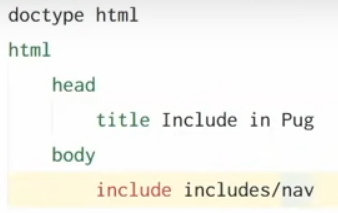 doctype html
html
head
title Include in Pug
body
include includes/nav